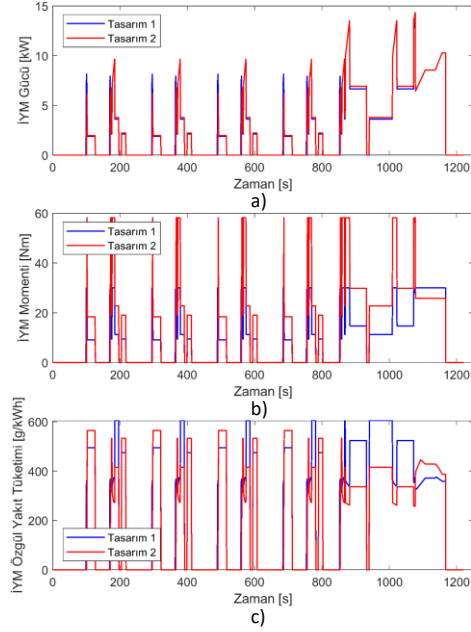 15
10
5
0
İYM Gücü [kW]
Tasarım 1
Tasarım 2
0 200 400 600 800 1000 1200
Zaman [s]
a)
60
40
20
0
İYM Momenti [Nm]
Tasarım 1
Tasarım 2
0 200 400 600 800 1000 1200
Zaman [s]
b)
600
400
200
0
İYM Özgül Yakıt Tüketimi [g/kWh]
Tasarım 1
Tasarım 2
0 200 400 600 800 1000 1200
Zaman [s]
c)